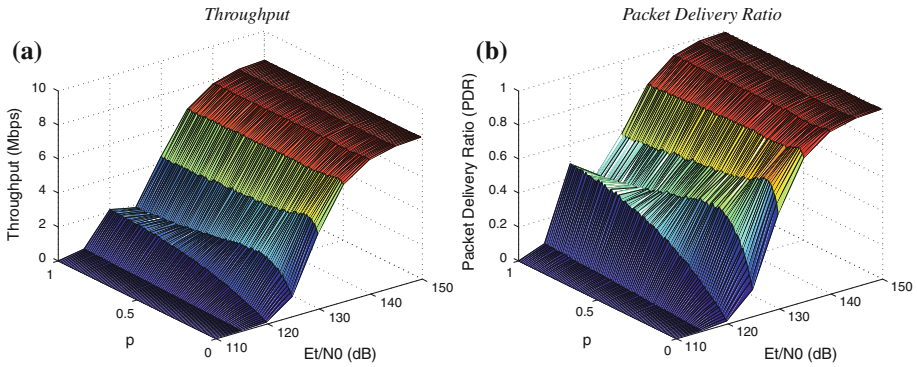 Throughput
(a)
10
8
6
4
2
0
Throughput (Mbps)
1
0.5
0
p
110
120
130
140
150
Et/N0 (dB)
Packet Delivery Ratio
(b)
1
0.8
0.6
0.4
0.2
0
Packet Delivery Ratio (PDR)
1
0.5
0
p
110
120
130
140
150
Et/N0 (dB)